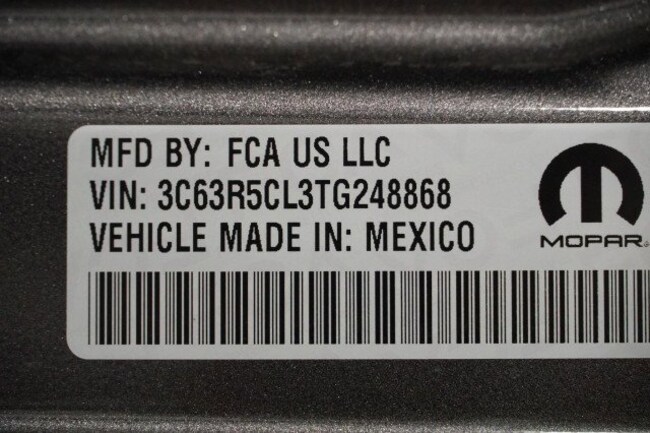 MFD BY: FCA US LLC
VIN: 3C63R5CL3TG248868
VEHICLE MADE IN: MEXICO
MOPAR